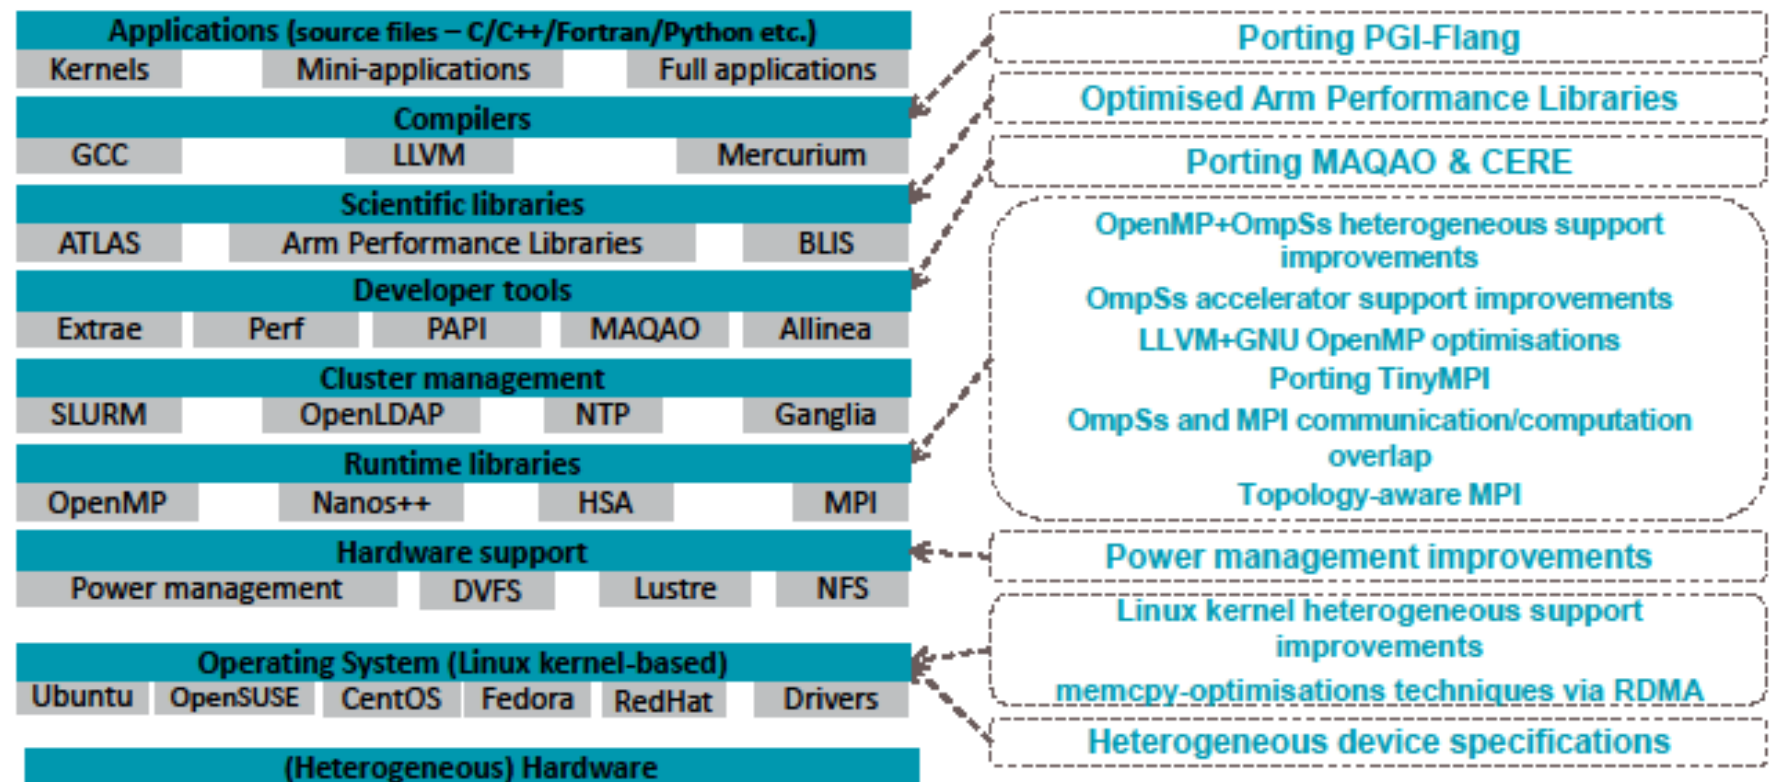 Applications (source files – C/C++/Fortran/Python etc.)
Kernels Mini-applications Full applications
Compilers
GCC LLVM Mercurium
Scientific libraries
ATLAS Arm Performance Libraries BLIS
Developer tools
Extrae Perf PAPI MAQAO Allinea
Cluster management
SLURM OpenLDAP NTP Ganglia
Runtime libraries
OpenMP Nanos++ HSA MPI
Hardware support
Power management DVFS Lustre NFS
Operating System (Linux kernel-based)
Ubuntu OpenSUSE CentOS Fedora RedHat Drivers
(Heterogeneous) Hardware
Porting PGI-Flang
Optimised Arm Performance Libraries
Porting MAQAO & CERE
OpenMP+OmpSs heterogeneous support
improvements
OmpSs accelerator support improvements
LLVM+GNU OpenMP optimisations
Porting TinyMPI
OmpSs and MPI communication/computation
overlap
Topology-aware MPI
Power management improvements
Linux kernel heterogeneous support
improvements
memcpy-optimisations techniques via RDMA
Heterogeneous device specifications